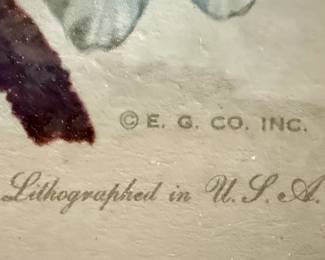 © E. G. CO. INC.
Lithographed in U.S.A.